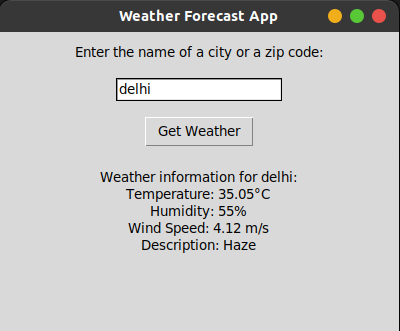 Weather Forecast App
Enter the name of a city or a zip code:
delhi
Get Weather
Weather information for delhi:
Temperature: 35.05°C
Humidity: 55%
Wind Speed: 4.12 m/s
Description: Haze